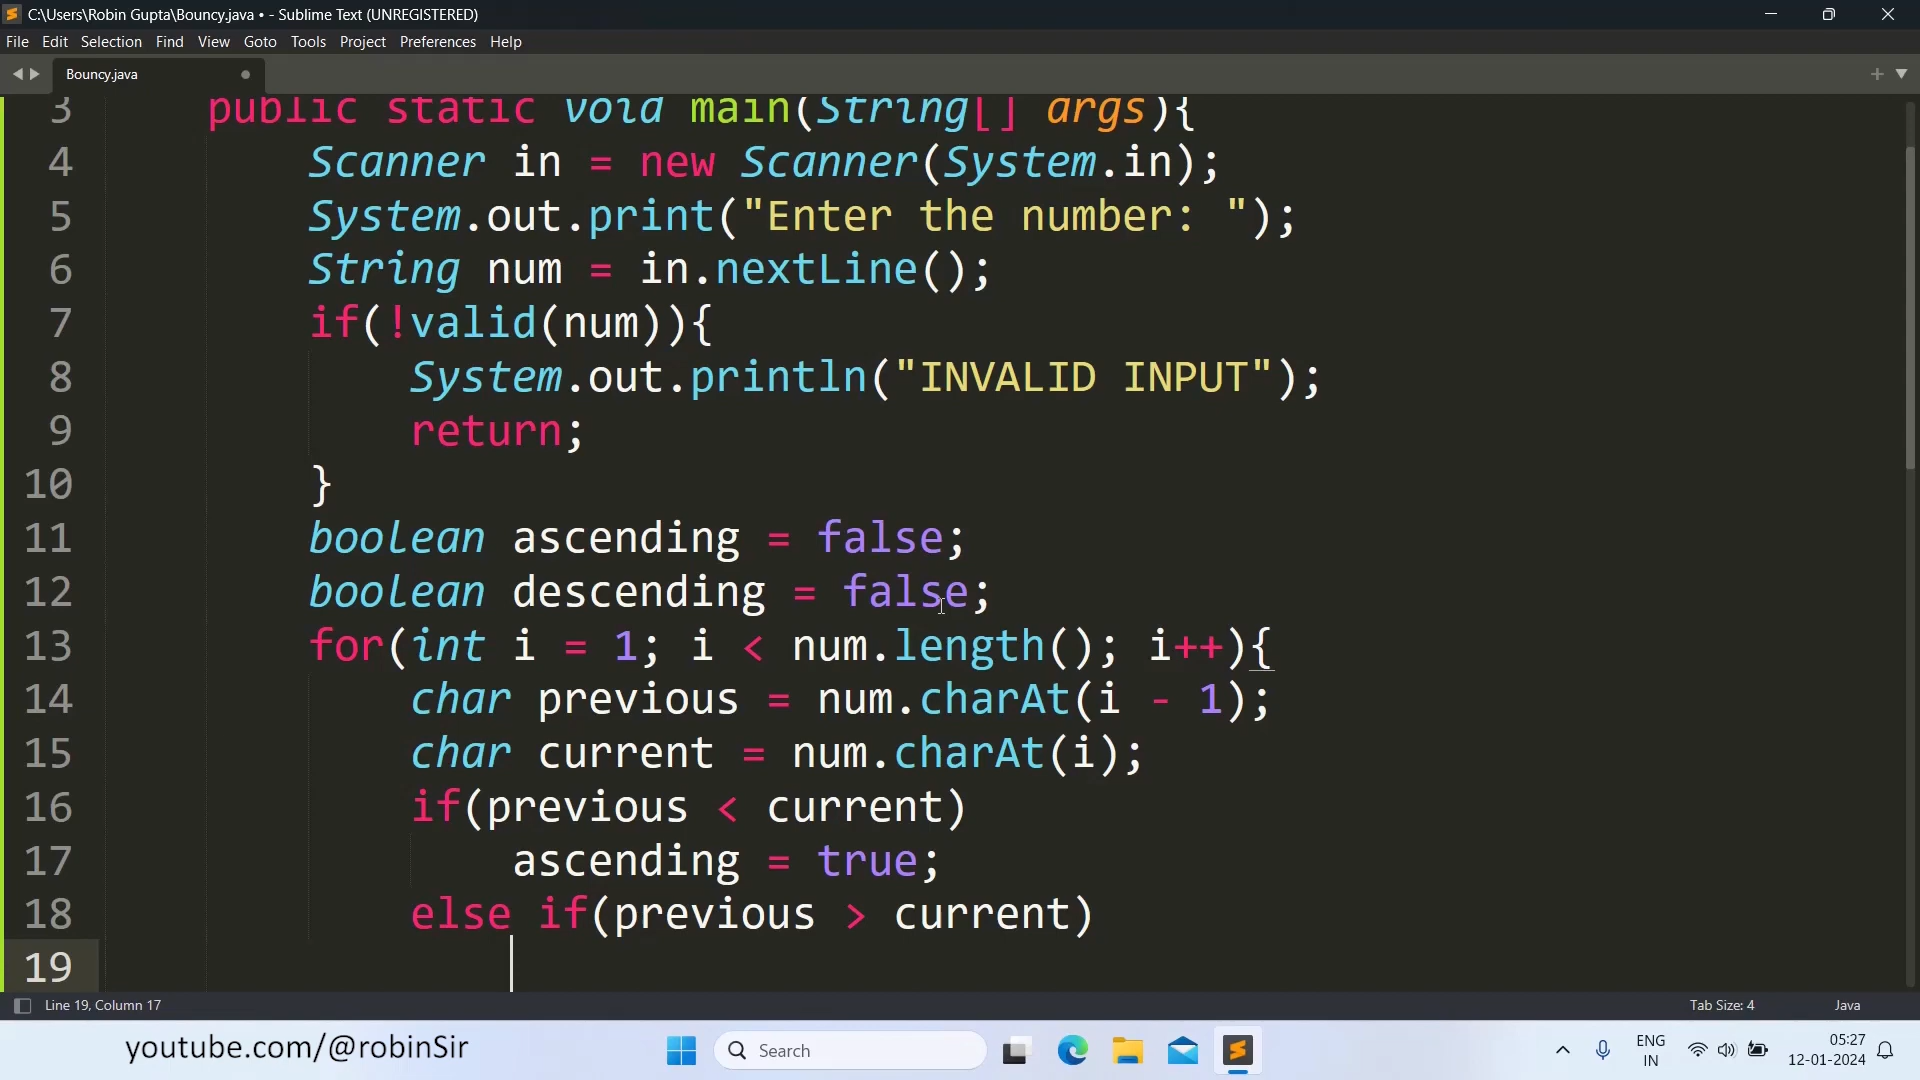 C:\Users\Robin Gupta\Bouncy.java • - Sublime Text (UNREGISTERED)
File Edit Selection Find View Goto Tools Project Preferences Help
Bouncy.java
3 public static void main(String[] args){
4 Scanner in = new Scanner(System.in);
5 System.out.print("Enter the number: ");
6 String num = in.nextLine();
7 if(!valid(num)){
8 System.out.println("INVALID INPUT");
9 return;
10 }
11 boolean ascending = false;
12 boolean descending = false;
13 for(int i = 1; i < num.length(); i++){
14 char previous = num.charAt(i - 1);
15 char current = num.charAt(i);
16 if(previous < current)
17 ascending = true;
18 else if(previous > current)
19
Line 19, Column 17 Tab Size: 4 Java
youtube.com/@robinSir Search ENG IN 05:27 12-01-2024